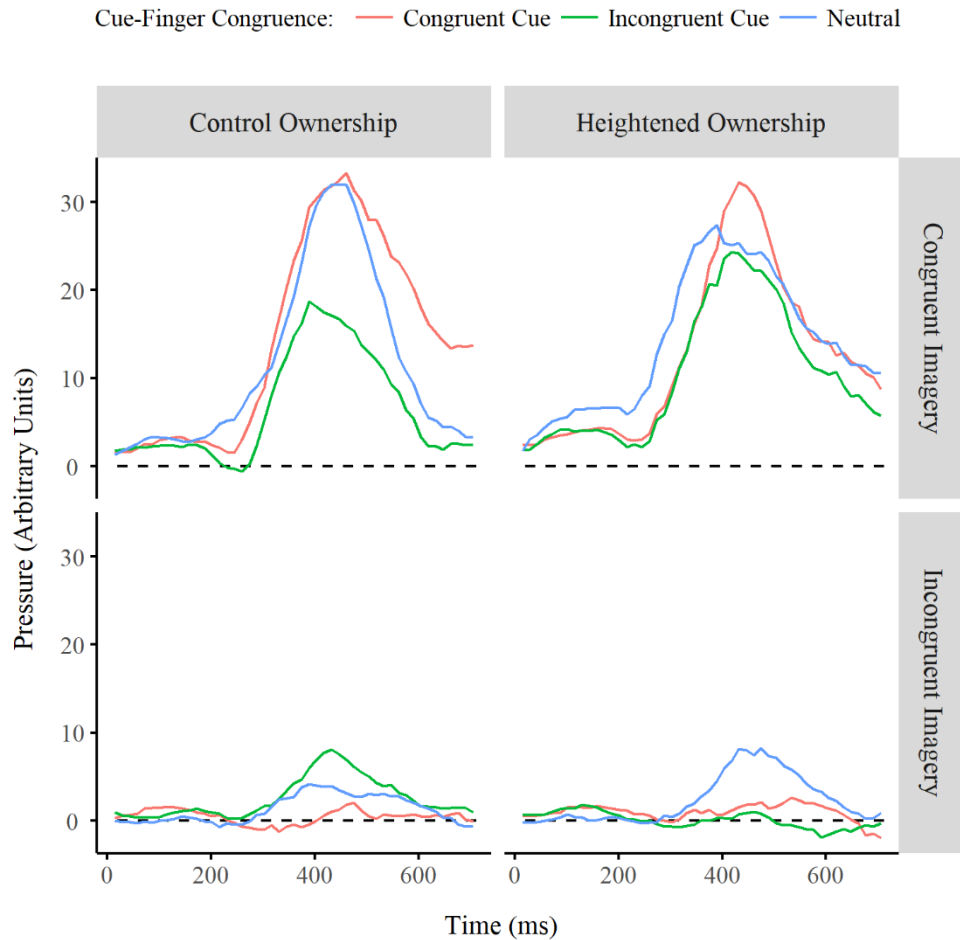 Cue-Finger Congruence: Congruent Cue Incongruent Cue Neutral
Control Ownership Heightened Ownership
Congruent Imagery
30
20
10
0
Incongruent Imagery
30
20
10
0
Pressure (Arbitrary Units)
0 200 400 600 0 200 400 600
Time (ms)